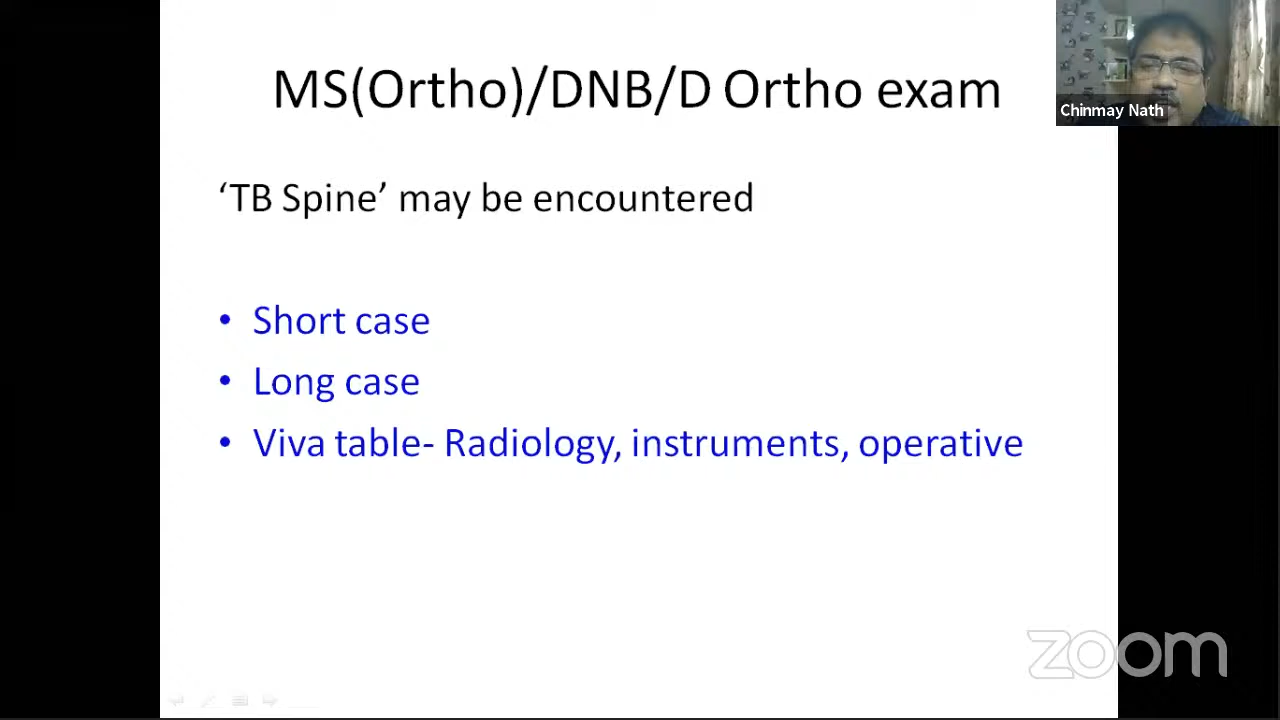 MS(Ortho)/DNB/D Ortho exam
Chinmay Nath
‘TB Spine’ may be encountered
• Short case
• Long case
• Viva table- Radiology, instruments, operative
zoom